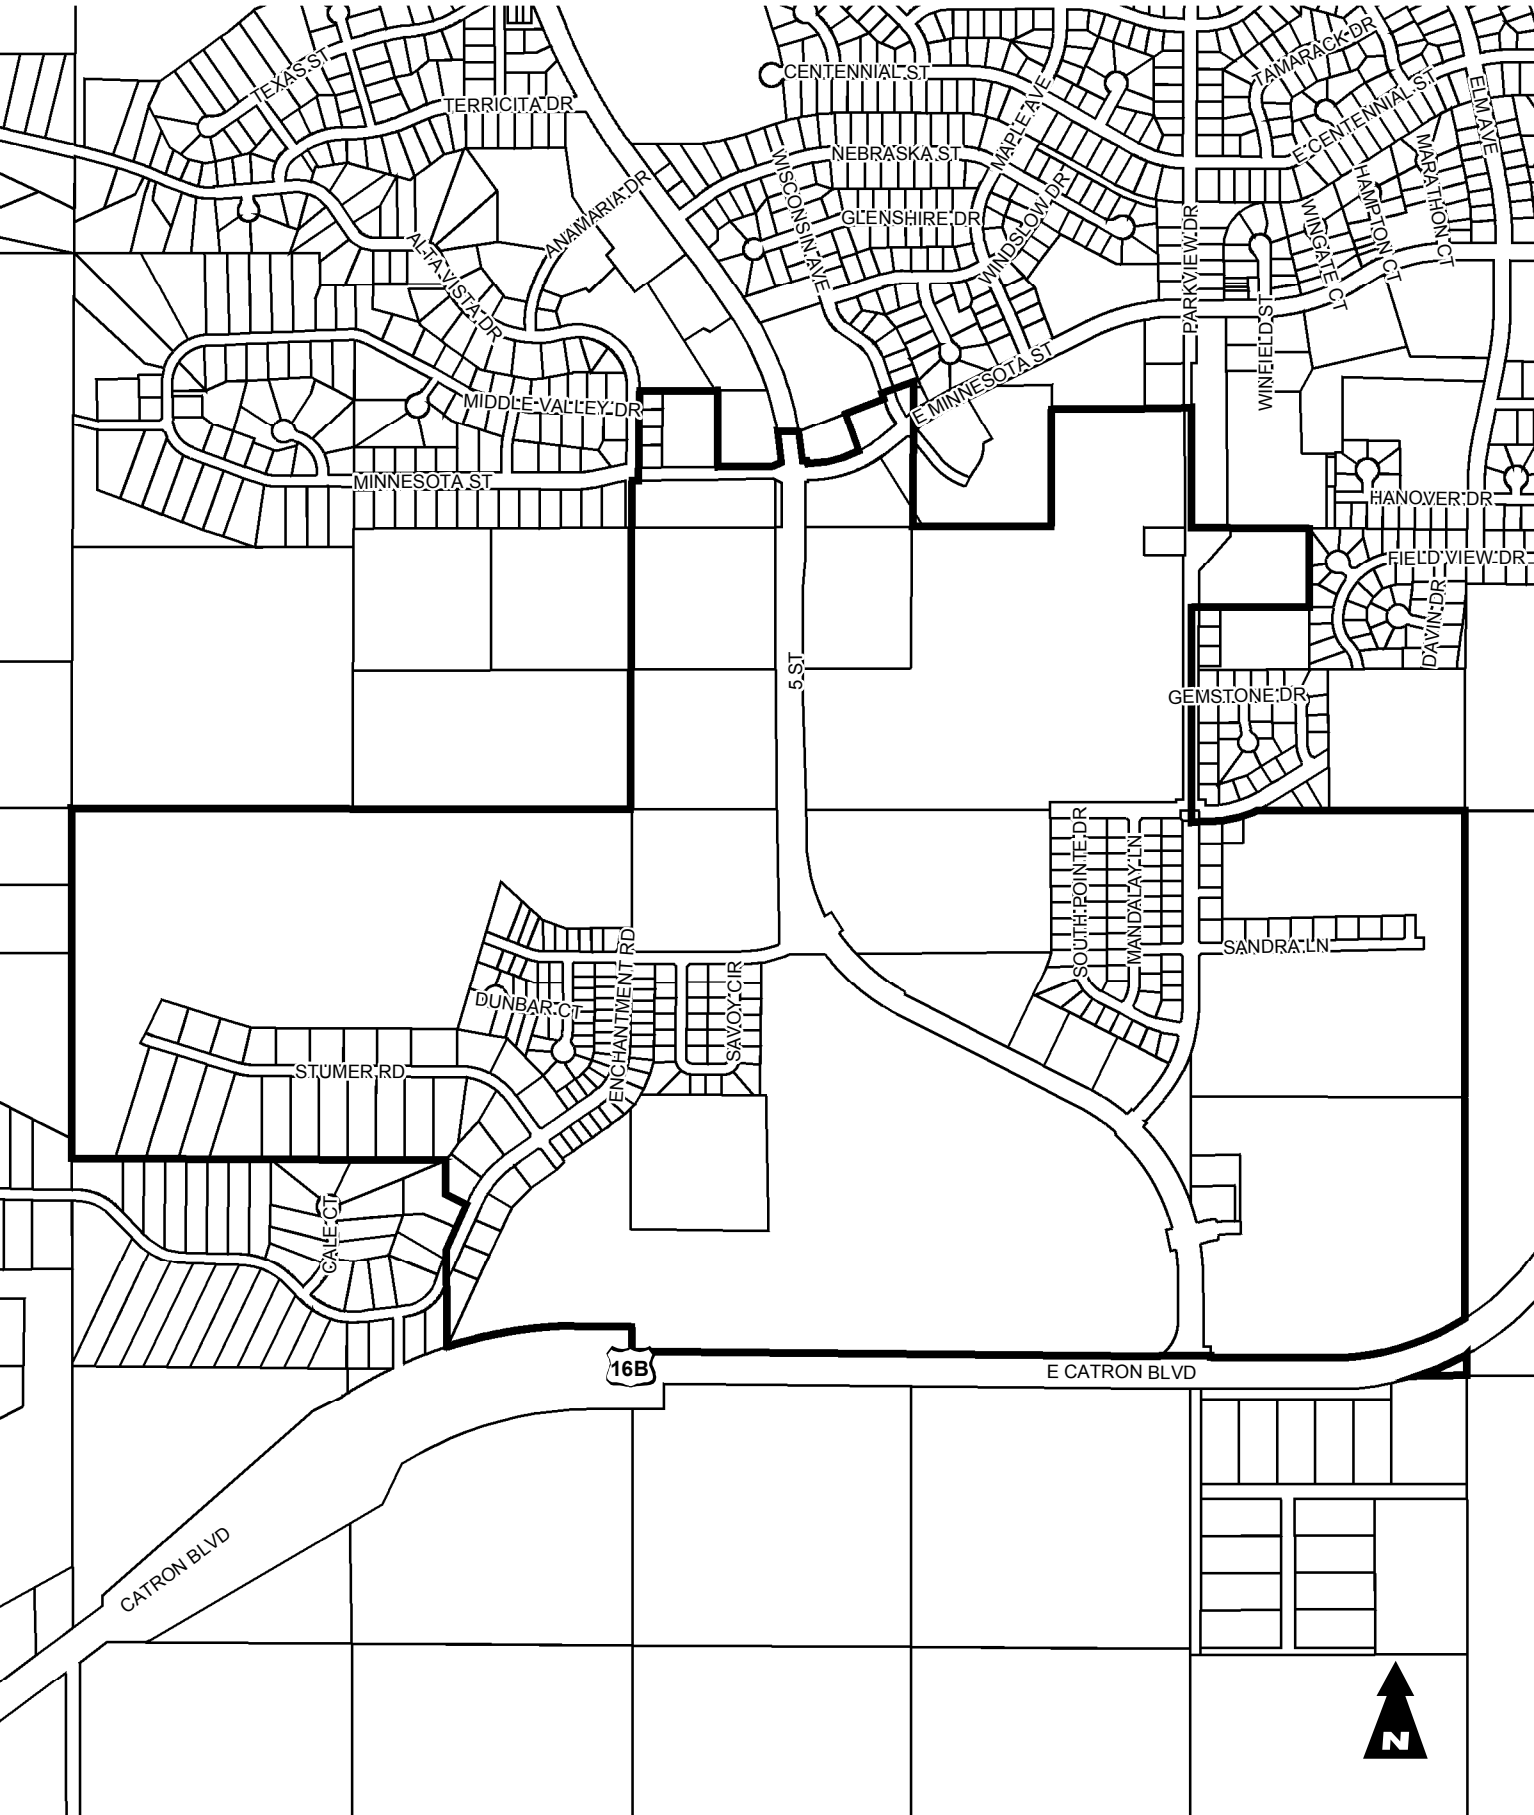 TEXAS ST
TERRICITA DR
CENTENNIAL ST
TAMARACK DR
E CENTENNIAL ST
ELM AVE
MAPLE AVE
NEBRASKA ST
WISCONSIN AVE
MARATHON CT
HAMPTON CT
WINGATE CT
ANAMARIA DR
GLENSHIRE DR
WINDSLOW DR
PARKVIEW DR
ALTA VISTA DR
WINFIELD ST
E MINNESOTA ST
MIDDLE VALLEY DR
MINNESOTA ST
HANOVER DR
FIELD VIEW DR
DAVIN DR
5 ST
GEMSTONE DR
SOUTH POINTE DR
MANDALAY LN
SANDRA LN
ENCHANTMENT RD
DUNBAR CT
SAVOY CIR
STUMER RD
CALE CT
16B
E CATRON BLVD
CATRON BLVD
N